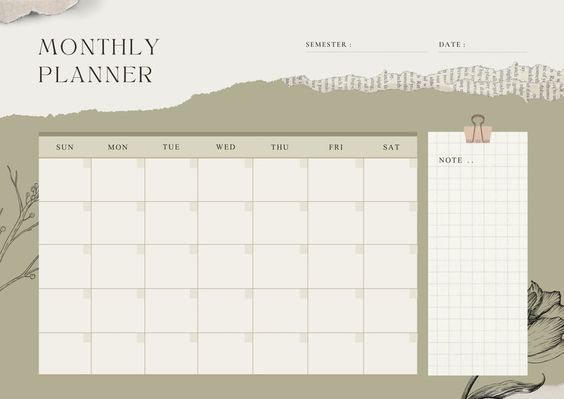 MONTHLY
PLANNER
SEMESTER :
DATE :
SUN MON TUE WED THU FRI SAT
NOTE ..